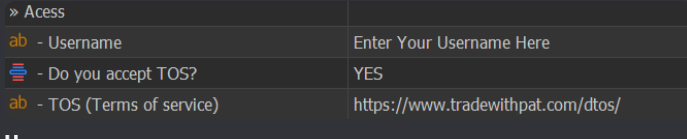 » Acess
ab - Username Enter Your Username Here
- Do you accept TOS? YES
ab - TOS (Terms of service) https://www.tradewithpat.com/dtos/